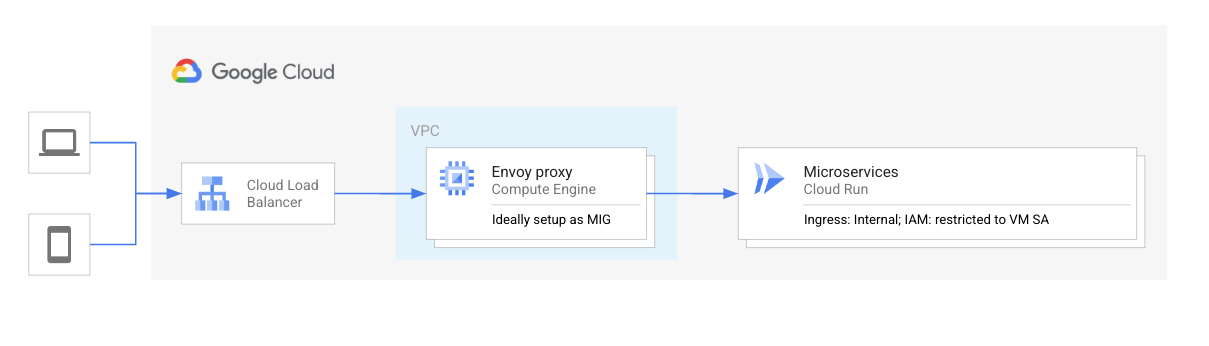 Google Cloud
VPC
Cloud Load
Balancer
Envoy proxy
Compute Engine
Ideally setup as MIG
Microservices
Cloud Run
Ingress: Internal; IAM: restricted to VM SA